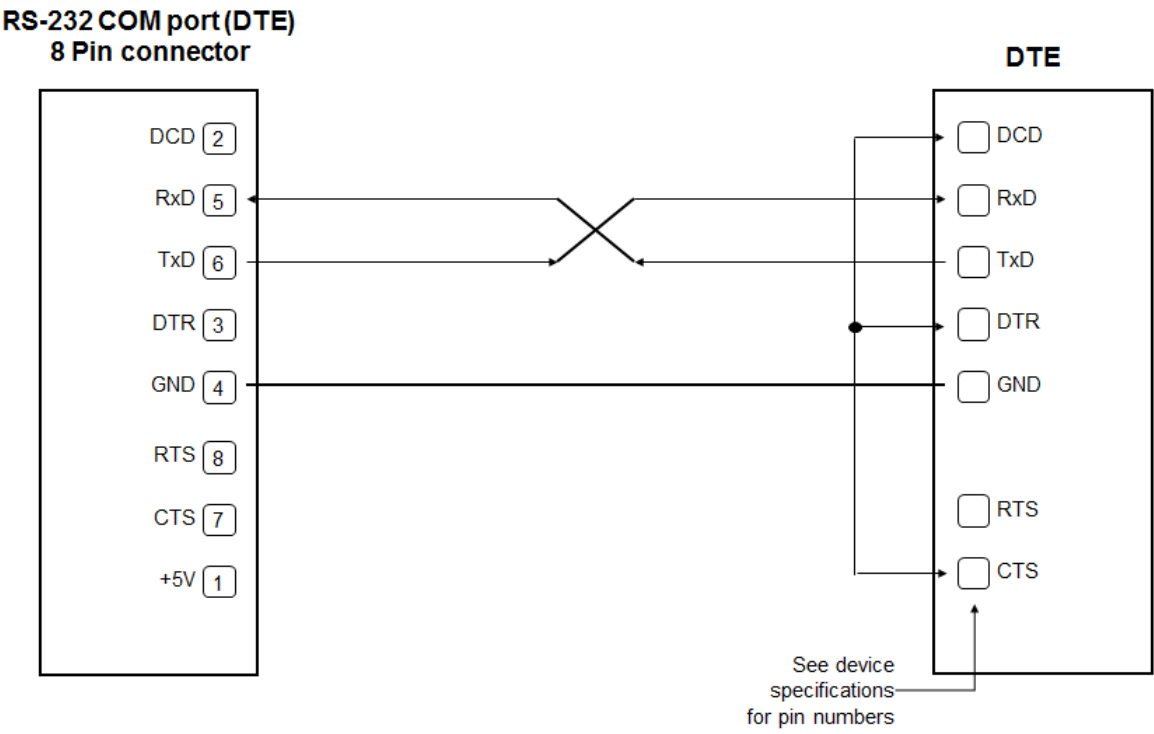 RS-232 COM port (DTE)
8 Pin connector
DTE
DCD 2
RxD 5
TxD 6
DTR 3
GND 4
RTS 8
CTS 7
+5V 1
DCD
RxD
TxD
DTR
GND
RTS
CTS
See device
specifications
for pin numbers